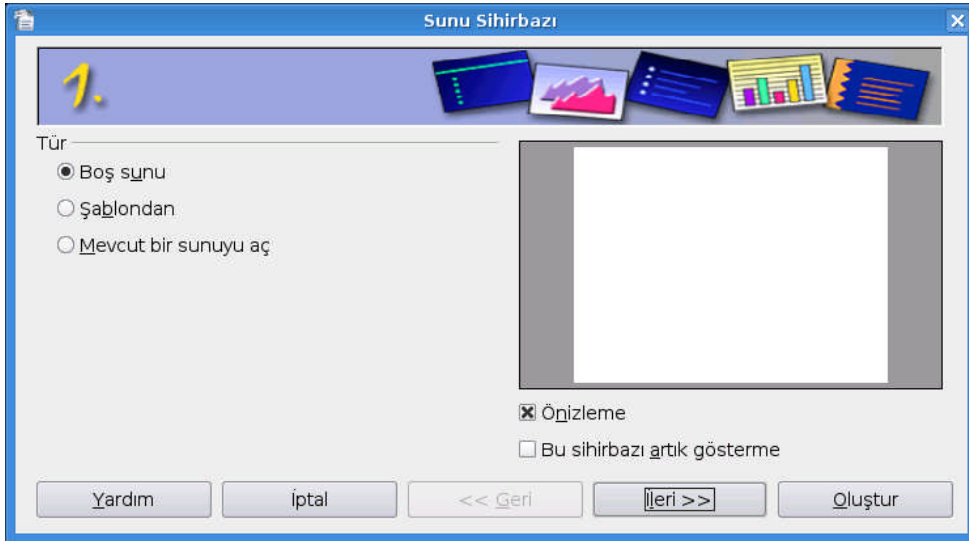 Sunu Sihirbazı
1.
Tür
Boş sunu
Şablondan
Mevcut bir sunuyu aç
Önizleme
Bu sihirbazı artık gösterme
Yardım
İptal
<< Geri
İleri >>
Oluştur